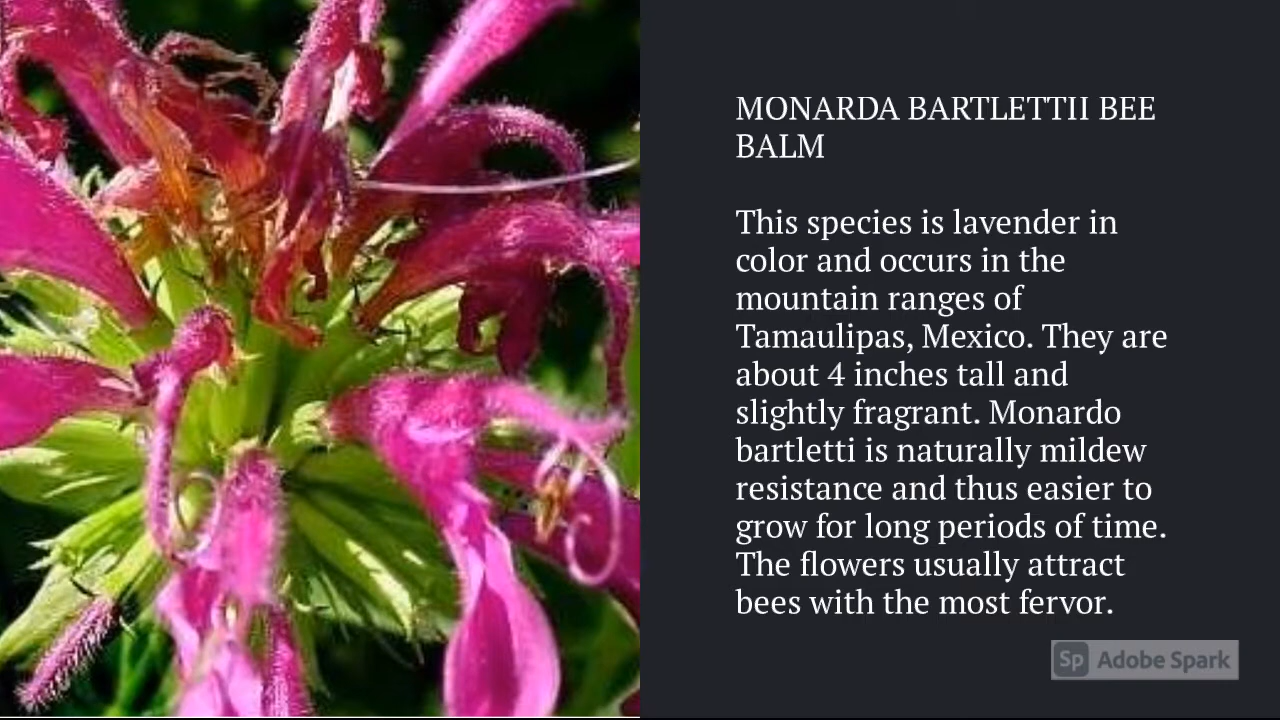 MONARDA BARTLETTII BEE
BALM
This species is lavender in
color and occurs in the
mountain ranges of
Tamaulipas, Mexico. They are
about 4 inches tall and
slightly fragrant. Monardo
bartletti is naturally mildew
resistance and thus easier to
grow for long periods of time.
The flowers usually attract
bees with the most fervor.
Sp Adobe Spark